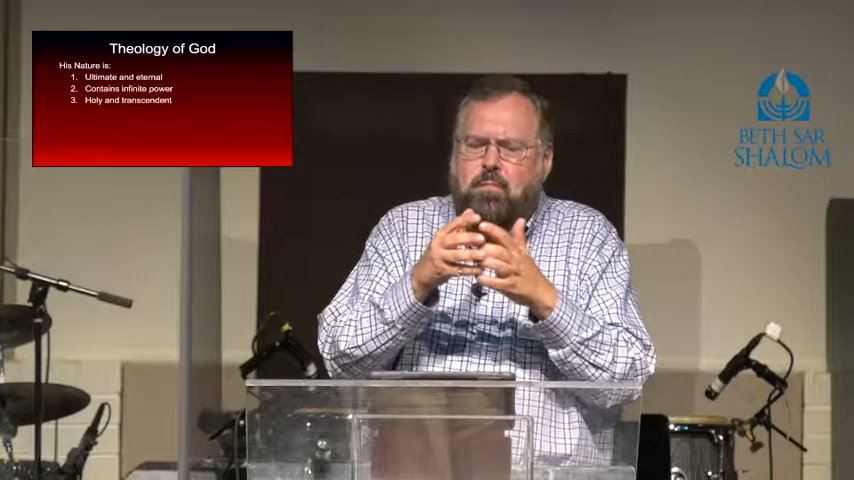 Theology of God
His Nature is:
1. Ultimate and eternal
2. Contains infinite power
3. Holy and transcendent
BETH SAR
SHALOM